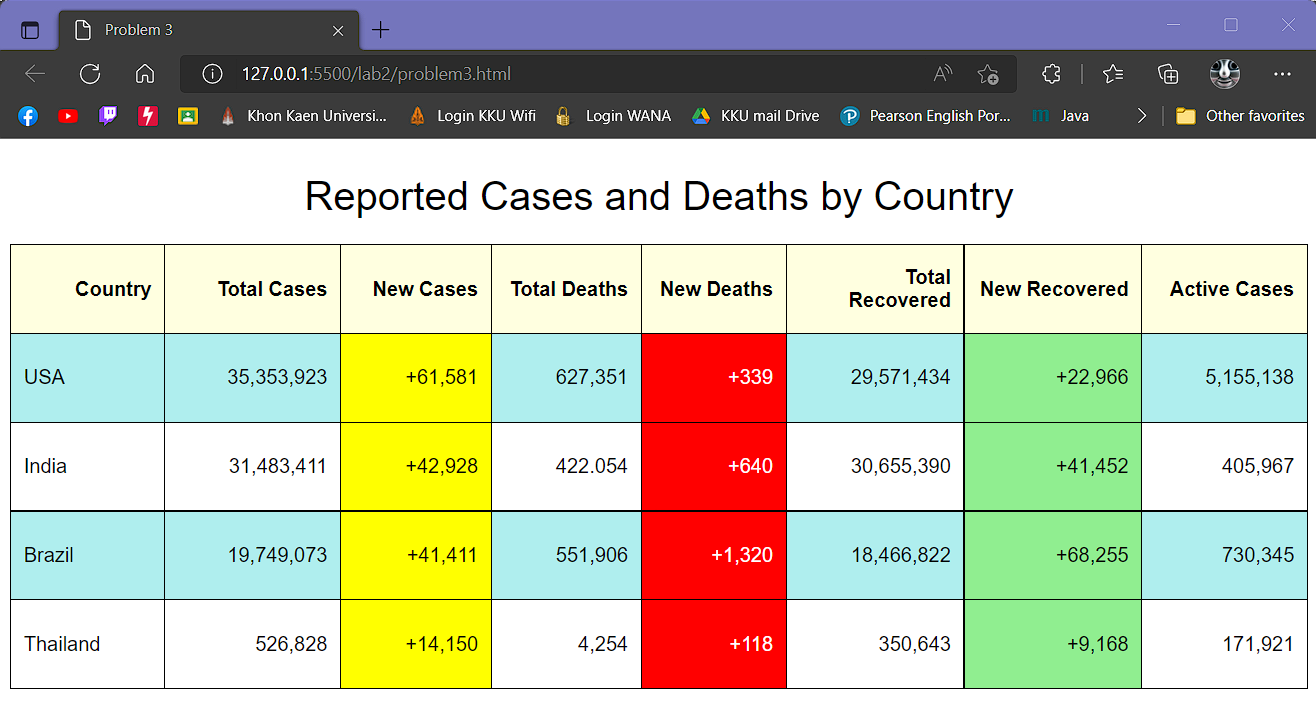 Problem 3
127.0.0.1:5500/lab2/problem3.html
Khon Kaen Universi... Login KKU Wifi Login WANA KKU mail Drive Pearson English Por... Java Other favorites
Reported Cases and Deaths by Country
Country Total Cases New Cases Total Deaths New Deaths Total Recovered New Recovered Active Cases
USA 35,353,923 +61,581 627,351 +339 29,571,434 +22,966 5,155,138
India 31,483,411 +42,928 422.054 +640 30,655,390 +41,452 405,967
Brazil 19,749,073 +41,411 551,906 +1,320 18,466,822 +68,255 730,345
Thailand 526,828 +14,150 4,254 +118 350,643 +9,168 171,921